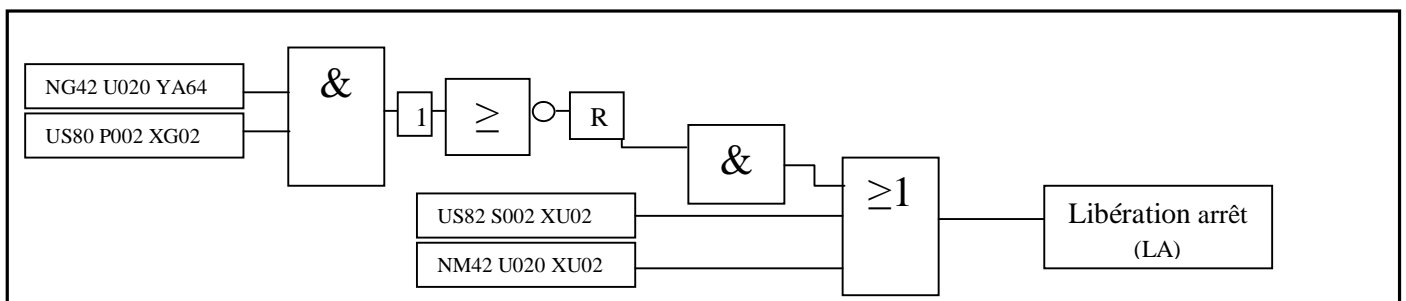 NG42 U020 YA64
US80 P002 XG02
&
1
≥
R
&
US82 S002 XU02
NM42 U020 XU02
≥1
Libération arrêt
(LA)